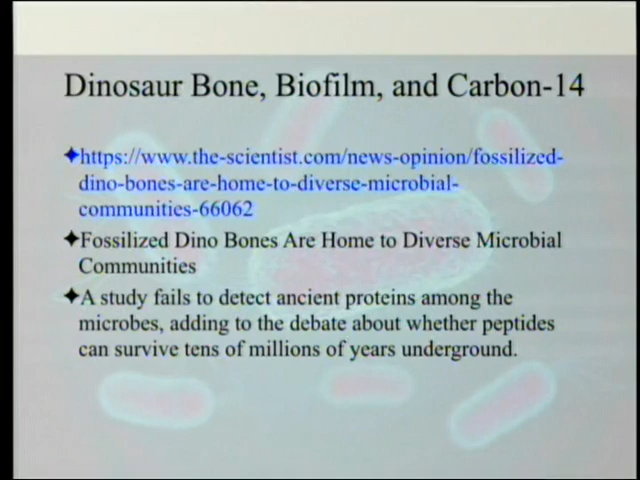 Dinosaur Bone, Biofilm, and Carbon-14
✦https://www.the-scientist.com/news-opinion/fossilized-
dino-bones-are-home-to-diverse-microbial-
communities-66062
✦Fossilized Dino Bones Are Home to Diverse Microbial
Communities
✦A study fails to detect ancient proteins among the
microbes, adding to the debate about whether peptides
can survive tens of millions of years underground.